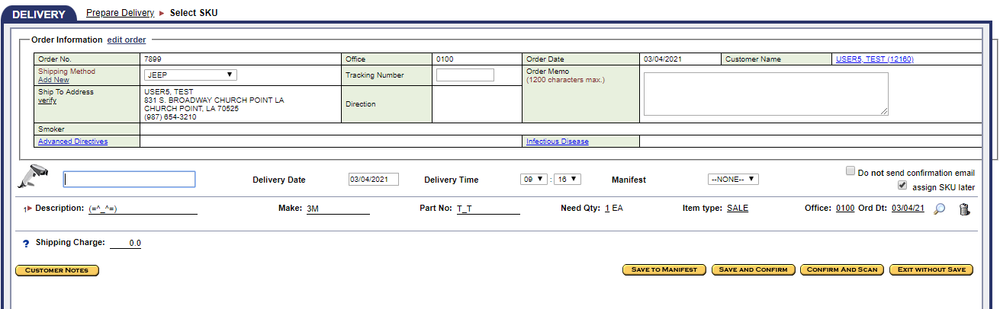 DELIVERY Prepare Delivery ▶ Select SKU
Order Information edit order
Order No. 7899 Office 0100 Order Date 03/04/2021 Customer Name USER5, TEST (12160)
Shipping Method JEEP Tracking Number Order Memo
Add New (1200 characters max.)
Ship To Address USER5, TEST
verify 831 S. BROADWAY CHURCH POINT LA Direction
CHURCH POINT, LA 70525
(987) 654-3210
Smoker
Advanced Directives Infectious Disease
Do not send confirmation email
Delivery Date 03/04/2021 Delivery Time 09 : 16 Manifest --NONE--
assign SKU later
1 Description: (=^_^=) Make: 3M Part No: T_T Need Qty: 1 EA Item type: SALE Office: 0100 Ord Dt: 03/04/21
? Shipping Charge: 0.0
CUSTOMER NOTES SAVE TO MANIFEST SAVE AND CONFIRM CONFIRM AND SCAN EXIT WITHOUT SAVE